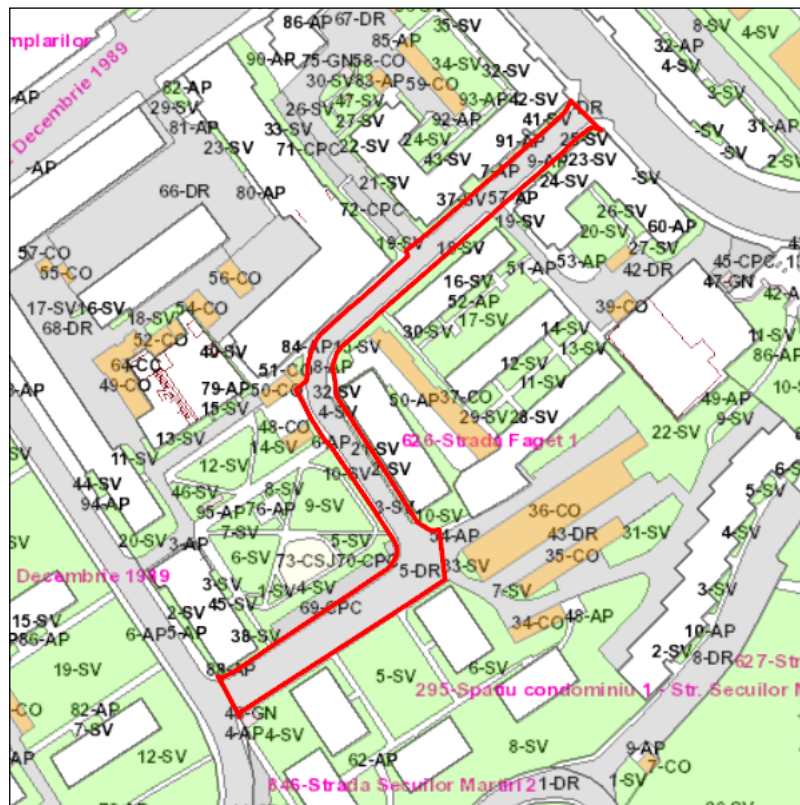 86-AP
67-DR
35-SV
8-SV
4-SV
mplarilor
85-AP
32-AP
4-SV
90-AP
75-GN
58-CO
34-SV
32-SV
Decembrie 1989
30-SV
83-AP
59-CO
3-SV
82-AP
47-SV
93-AP
42-SV
DR
29-SV
26-SV
27-SV
92-AP
41-SV
31-AP
81-AP
33-SV
24-SV
91-AP
25-SV
-SV
23-SV
71-CPC
22-SV
43-SV
9-AP
23-SV
-SV
2-SV
-AP
7-AP
24-SV
-SV
66-DR
80-AP
21-SV
37-SV
57-AP
72-CPC
26-SV
19-SV
20-SV
60-AP
19-SV
18-SV
27-SV
57-CO
55-CO
56-CO
16-SV
51-AP
53-AP
42-DR
45-CPC
47-GN
17-SV
16-SV
54-CO
52-AP
39-CO
18-SV
17-SV
68-DR
52-CO
30-SV
14-SV
11-SV
40-SV
84-AP
13-SV
64-CO
51-CO
8-AP
12-SV
86-AP
49-CO
79-AP
50-CO
32-SV
50-AP
37-CO
11-SV
10-S
15-SV
4-SV
29-SV
28-SV
49-AP
9-SV
13-SV
48-CO
6-AP
21-SV
626-Strada Faget 1
22-SV
14-SV
11-SV
12-SV
10-SV
2-SV
44-SV
46-SV
8-SV
5-SV
94-AP
95-AP
76-AP
9-SV
3-SV
10-SV
36-CO
20-SV
7-SV
5-SV
54-AP
43-DR
31-SV
4-SV
3-AP
6-SV
73-CSJ
70-CPC
35-CO
Decembrie 1989
3-SV
1-SV
4-SV
5-DR
33-SV
7-SV
3-SV
15-SV
2-SV
45-SV
69-CPC
34-CO
48-AP
86-AP
6-AP
5-AP
38-SV
10-AP
19-SV
88-AP
5-SV
6-SV
2-SV
8-DR
627-Str
295-Spatiu condominiu 1 - Str. Secuilor M
-CO
82-AP
7-SV
4-AP
4-SV
12-SV
62-AP
8-SV
9-AP
7-CO
846-Strada Secuilor Martiri 2
1-DR
1-SV